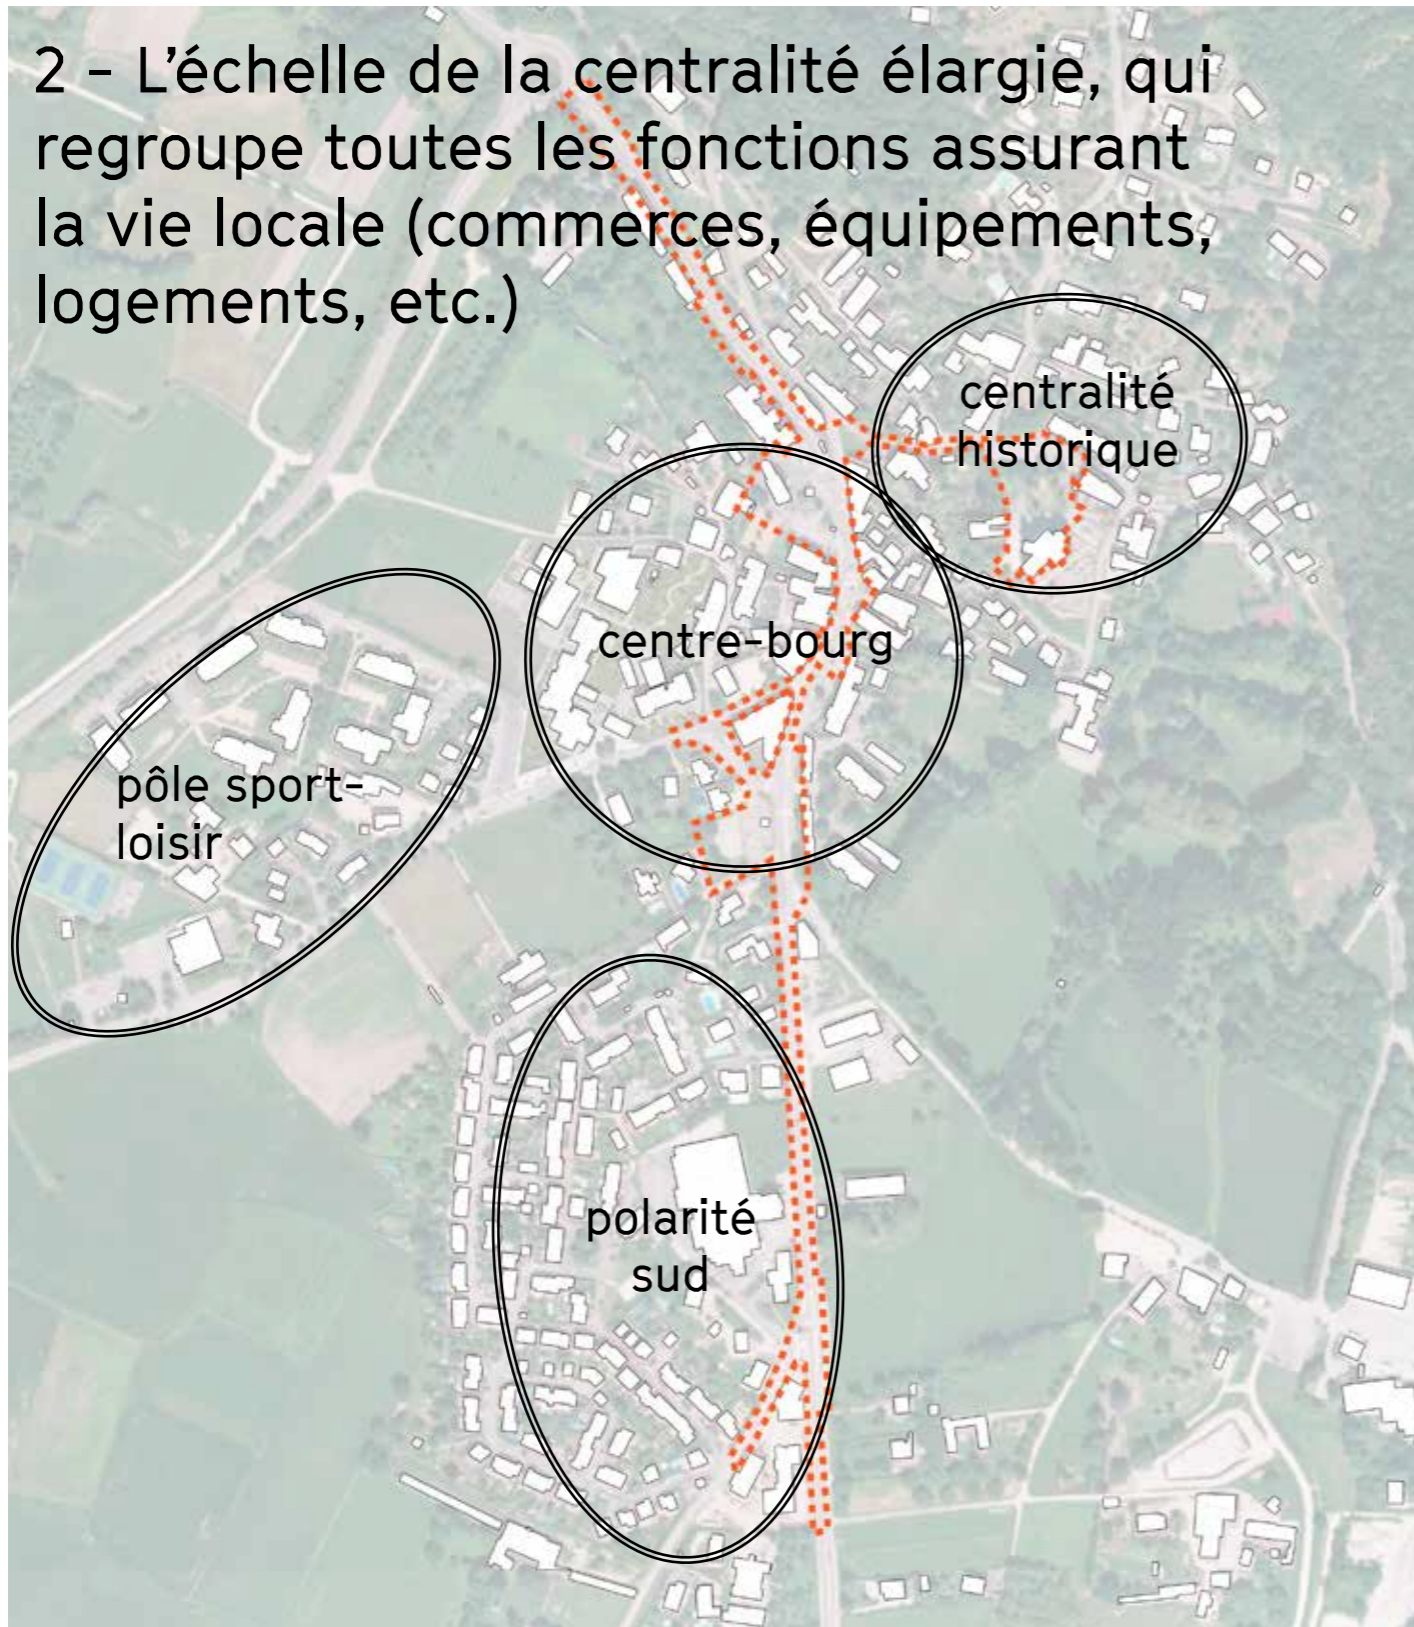 2 - L'échelle de la centralité élargie, qui
regroupe toutes les fonctions assurant
la vie locale (commerces, équipements,
logements, etc.)
centralité
historique
centre-bourg
pôle sport-
loisir
polarité
sud